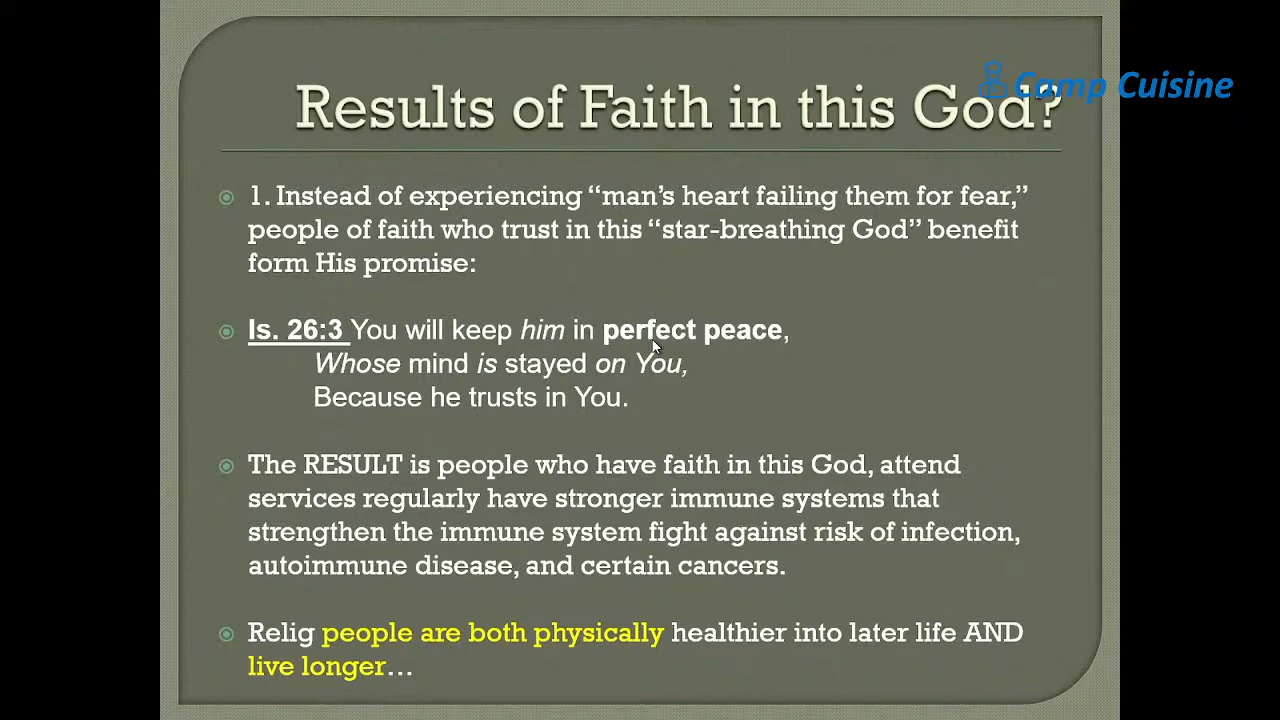 Camp Cuisine
Results of Faith in this God?
1. Instead of experiencing “man’s heart failing them for fear,”
people of faith who trust in this “star-breathing God” benefit
form His promise:
Is. 26:3 You will keep him in perfect peace,
Whose mind is stayed on You,
Because he trusts in You.
The RESULT is people who have faith in this God, attend
services regularly have stronger immune systems that
strengthen the immune system fight against risk of infection,
autoimmune disease, and certain cancers.
Relig people are both physically healthier into later life AND
live longer…